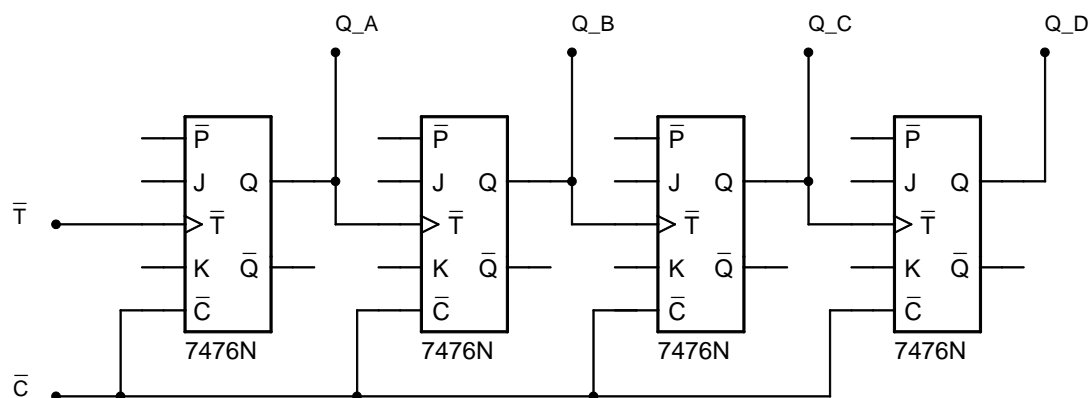 Q_A Q_B Q_C Q_D
P̅ P̅ P̅ P̅
J Q J Q J Q J Q
T̅ T̅ T̅ T̅ T̅
K Q̅ K Q̅ K Q̅ K Q̅
C̅ C̅ C̅ C̅
7476N 7476N 7476N 7476N
C̅